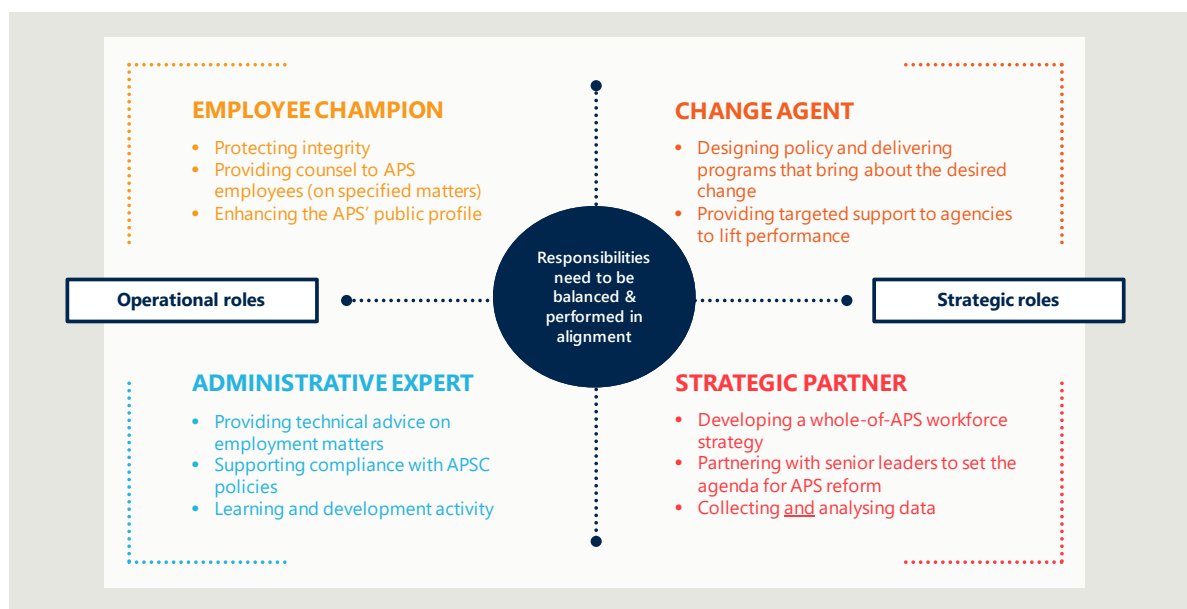 EMPLOYEE CHAMPION
• Protecting integrity
• Providing counsel to APS
employees (on specified matters)
• Enhancing the APS' public profile
CHANGE AGENT
• Designing policy and delivering
programs that bring about the desired
change
• Providing targeted support to agencies
to lift performance
Operational roles
Responsibilities
need to be
balanced &
performed in
alignment
Strategic roles
ADMINISTRATIVE EXPERT
• Providing technical advice on
employment matters
• Supporting compliance with APSC
policies
• Learning and development activity
STRATEGIC PARTNER
• Developing a whole-of-APS workforce
strategy
• Partnering with senior leaders to set the
agenda for APS reform
• Collecting and analysing data